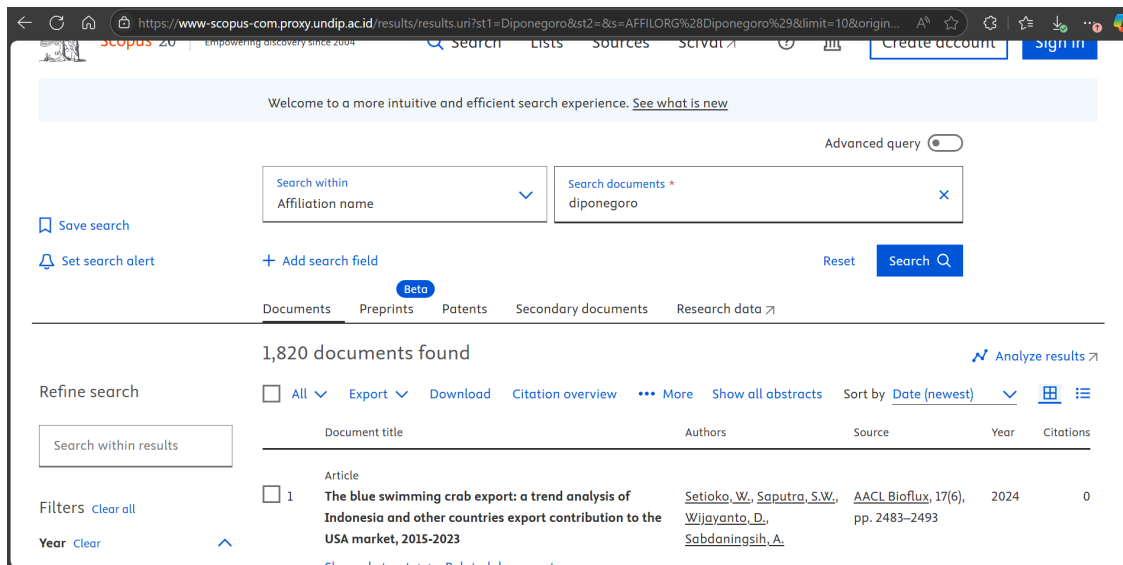 https://www-scopus-com.proxy.undip.ac.id/results/results.uri?st1=Diponegoro&st2=&s=AFFILORG%28Diponegoro%29&limit=10&origin...
Scopus 20 Empowering discovery since 2004 Search Lists Sources SciVal Create account Sign in
Welcome to a more intuitive and efficient search experience. See what is new
Advanced query
Search within
Affiliation name
Search documents *
diponegoro
Save search
Set search alert
+ Add search field
Reset
Search
Beta
Documents Preprints Patents Secondary documents Research data
1,820 documents found
Analyze results
Refine search
All Export Download Citation overview ••• More Show all abstracts Sort by Date (newest)
Search within results
Document title Authors Source Year Citations
Filters Clear all
Year Clear
Article
1 The blue swimming crab export: a trend analysis of Setioko, W., Saputra, S.W., AACL Bioflux, 17(6), 2024 0
Indonesia and other countries export contribution to the Wijayanto, D., pp. 2483–2493
USA market, 2015-2023 Sabdaningsih, A.